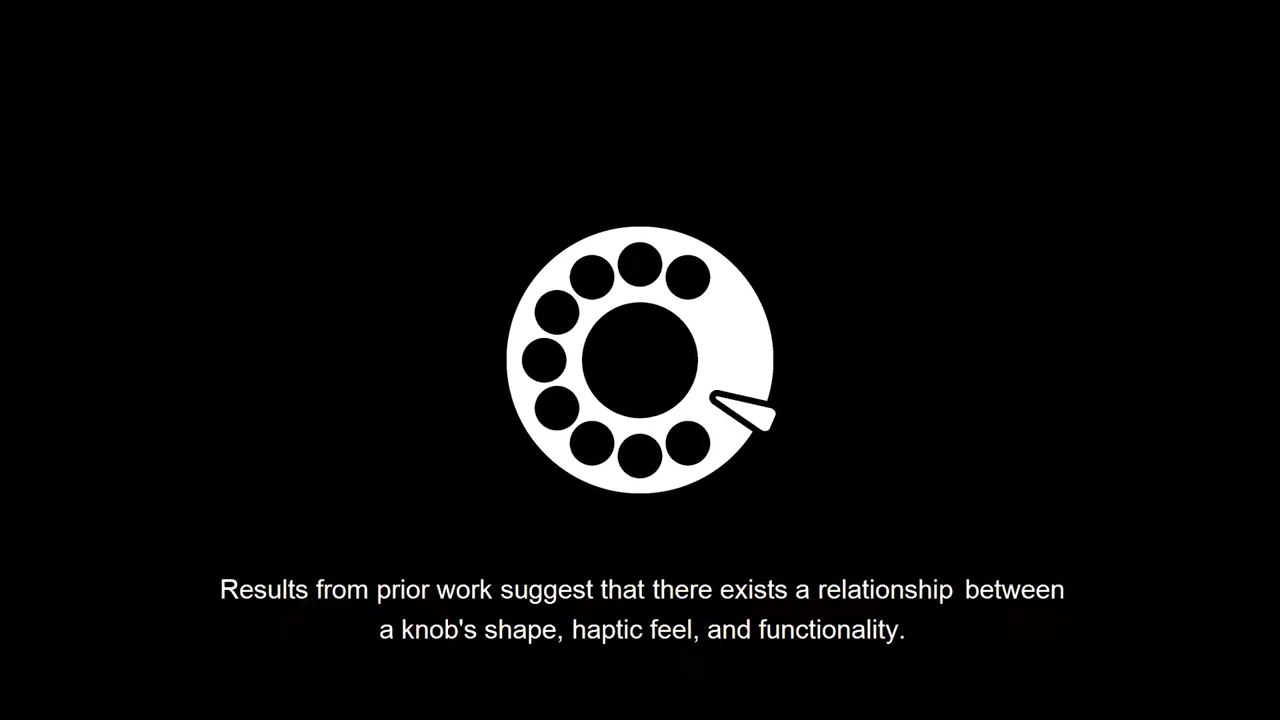 Results from prior work suggest that there exists a relationship between
a knob's shape, haptic feel, and functionality.